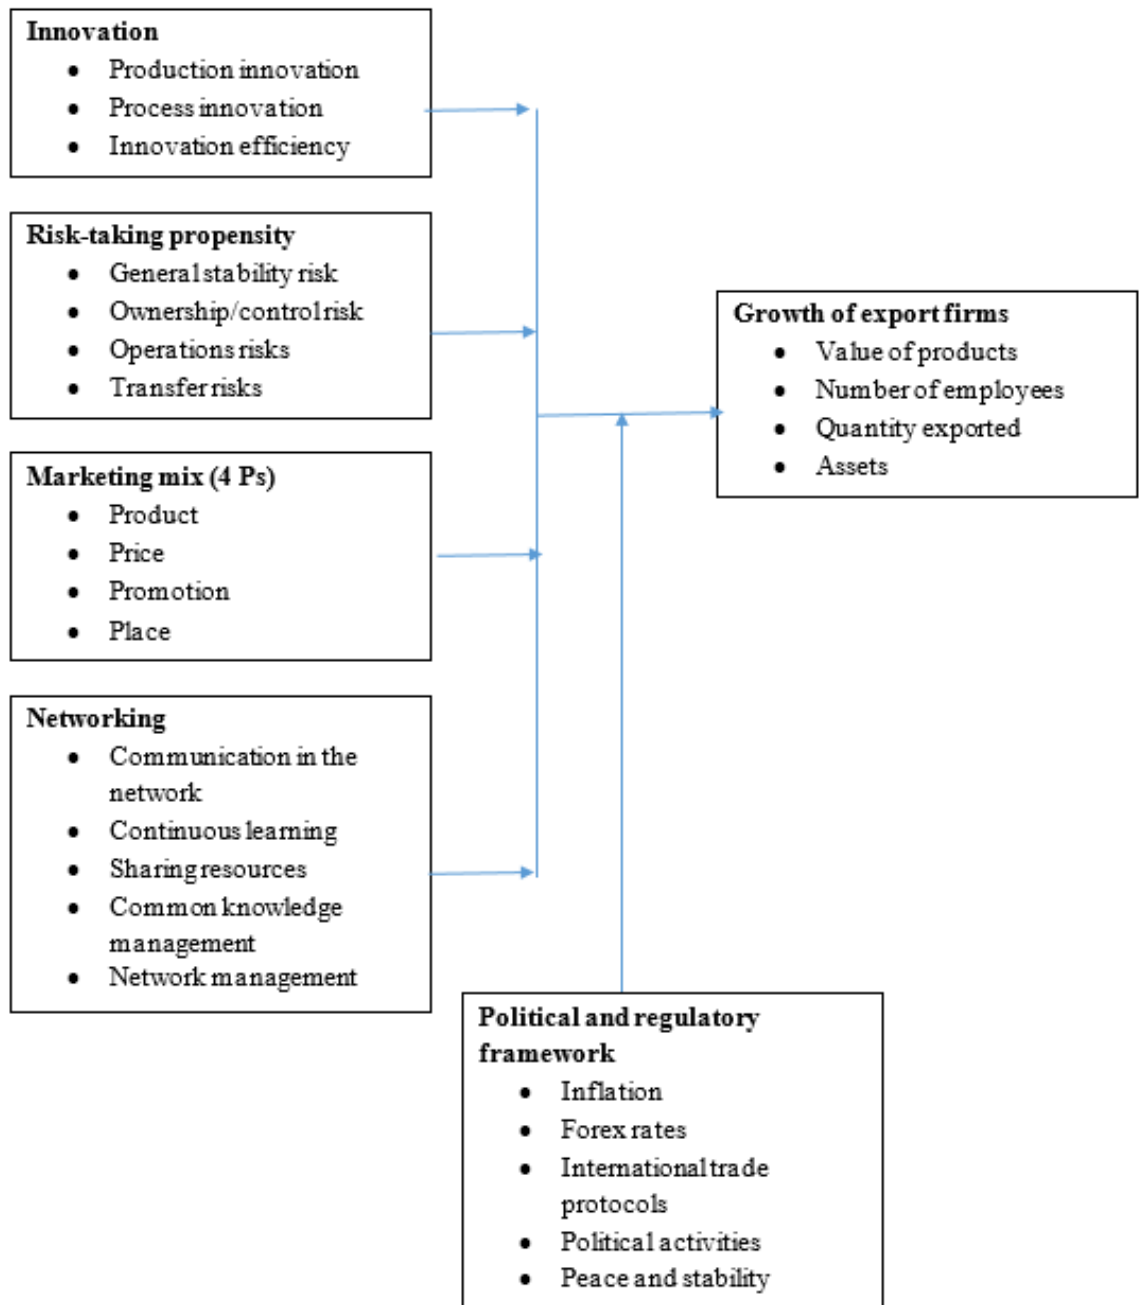 Innovation
• Production innovation
• Process innovation
• Innovation efficiency
Risk-taking propensity
• General stability risk
• Ownership/control risk
• Operations risks
• Transfer risks
Growth of export firms
• Value of products
• Number of employees
• Quantity exported
• Assets
Marketing mix (4 Ps)
• Product
• Price
• Promotion
• Place
Networking
• Communication in the
network
• Continuous learning
• Sharing resources
• Common knowledge
management
• Network management
Political and regulatory
framework
• Inflation
• Forex rates
• International trade
protocols
• Political activities
• Peace and stability